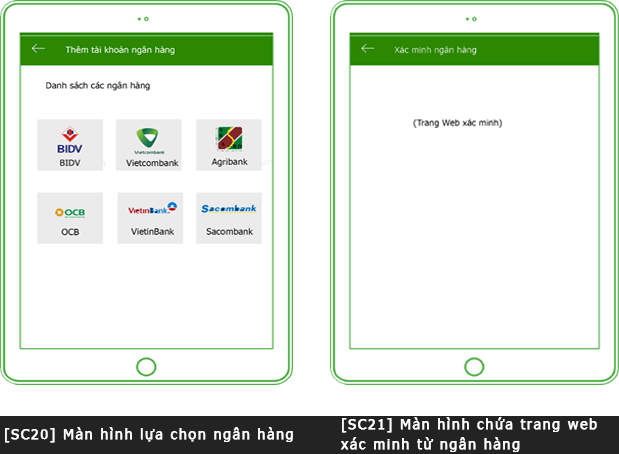 Thêm tài khoản ngân hàng
Danh sách các ngân hàng
BIDV
BIDV
Vietcombank
Vietcombank
Agribank
OCB
OCB
VietinBank
VietinBank
Sacombank
Sacombank
[SC20] Màn hình lựa chọn ngân hàng
Xác minh ngân hàng
(Trang Web xác minh)
[SC21] Màn hình chứa trang web
xác minh từ ngân hàng